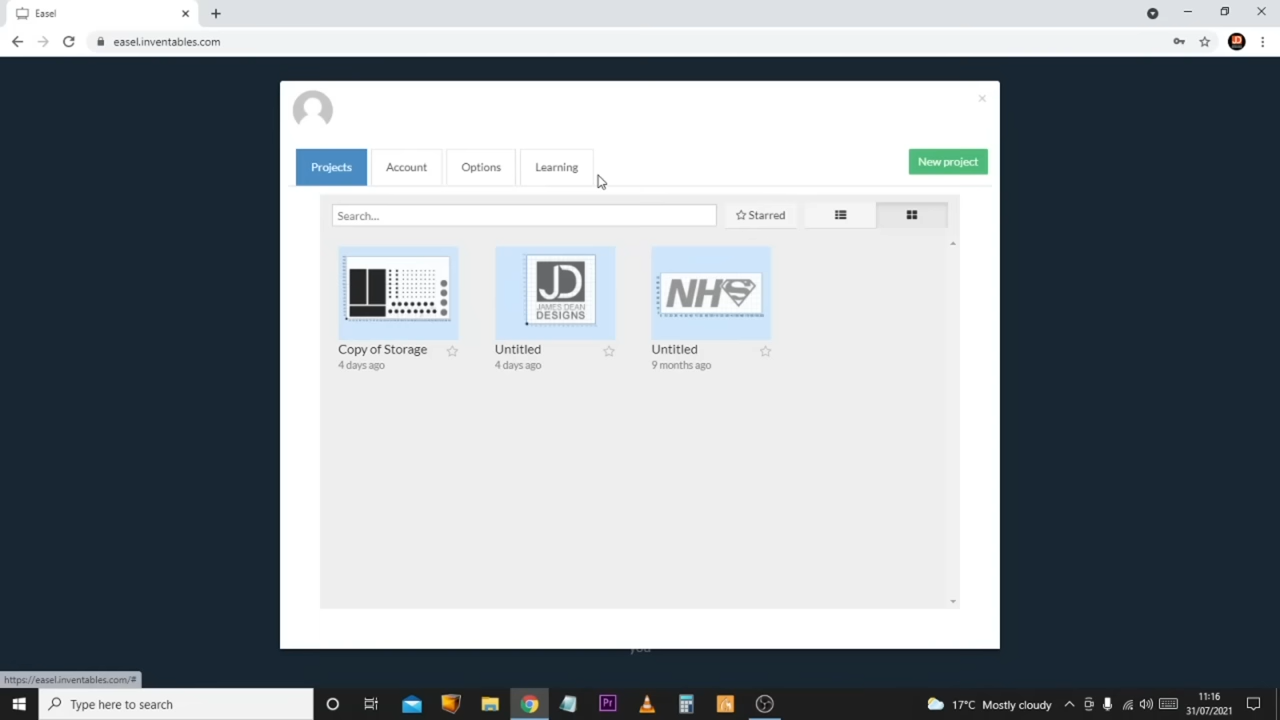 Easel
easel.inventables.com
Projects
Account
Options
Learning
New project
Search...
Starred
NHS
JD
JAMES DEAN
DESIGNS
Copy of Storage
4 days ago
Untitled
4 days ago
Untitled
9 months ago
you
https://easel.inventables.com/#
Type here to search
Pr
17°C Mostly cloudy
11:16
31/07/2021